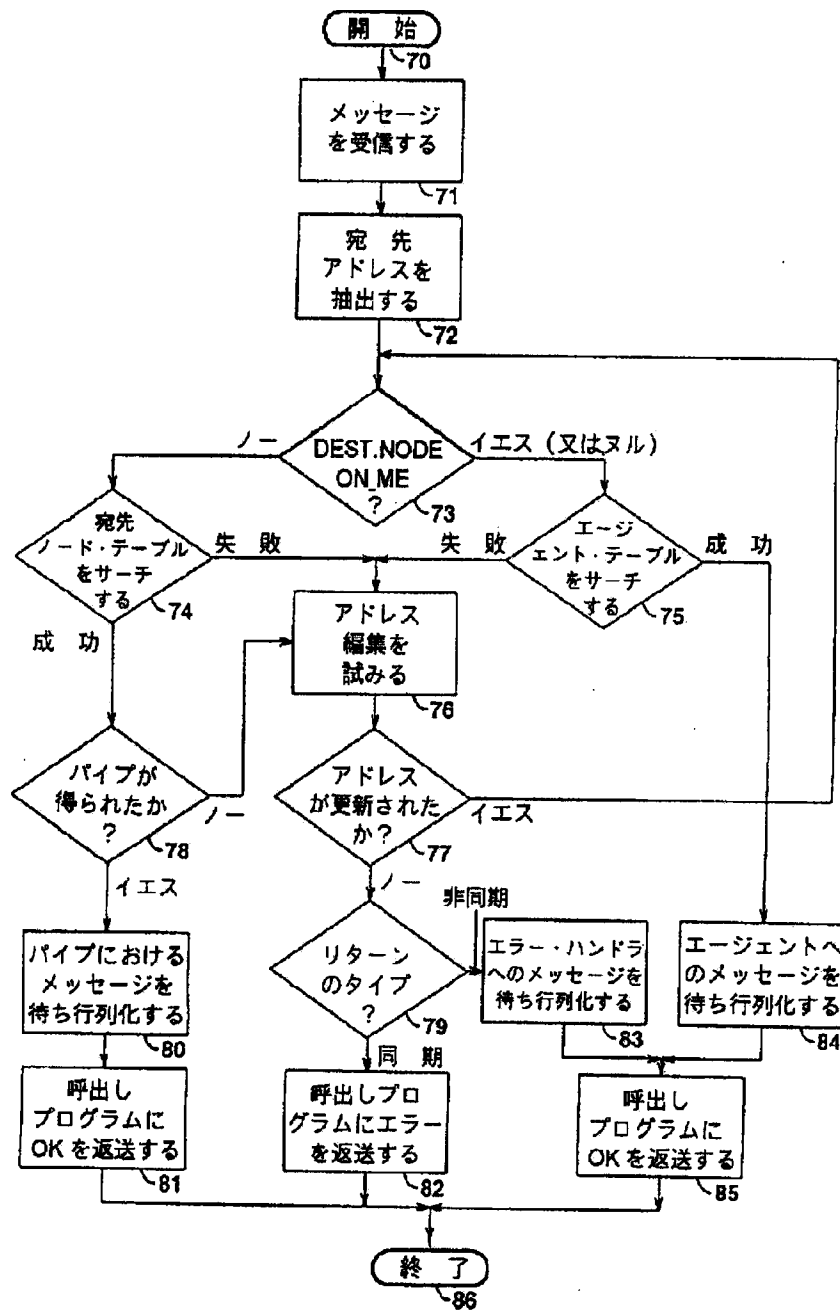 開 始
70
メッセージ
を受信する
71
宛 先
アドレスを
抽出する
72
ノー
DEST.NODE
ON_ME
?
73
イエス (又はヌル)
宛先
ノード・テーブル
をサーチ
する
74
失 敗
失 敗
エージ
ェント・テーブル
をサーチ
する
75
成 功
成 功
アドレス
編集を
試みる
76
パイプが
得られたか
?
78
ノー
アドレス
が更新された
か?
77
イエス
イエス
ノー
非同期
パイプにおける
メッセージを
待ち行列化する
80
リターン
のタイプ
?
79
エラー・ハンドラ
へのメッセージを
待ち行列化する
83
エージェントへ
のメッセージを
待ち行列化する
84
同 期
呼出し
プログラムに
OK を返送する
81
呼出しプロ
グラムにエラー
を返送する
82
呼出し
プログラムに
OK を返送する
85
終 了
86